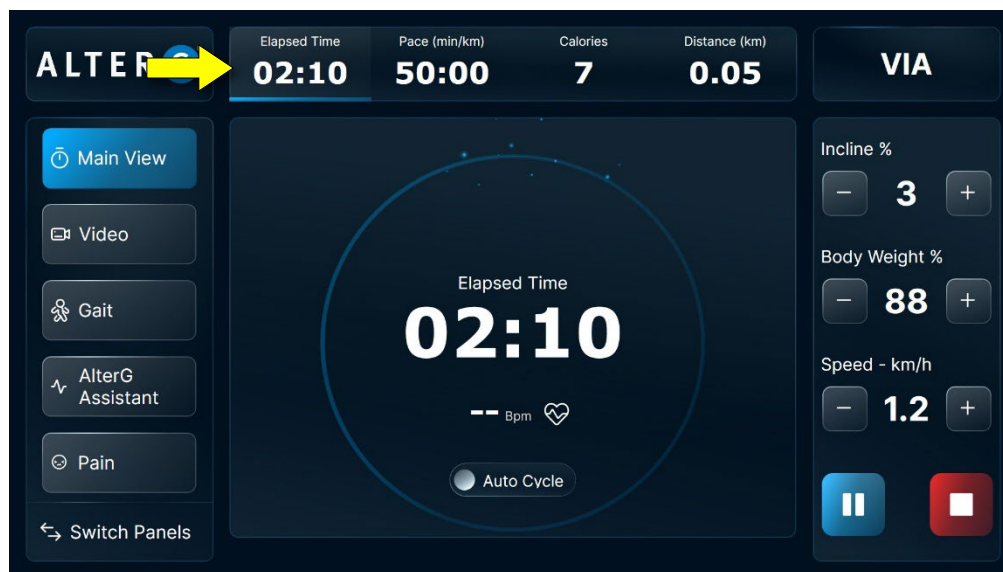 ALTER
Elapsed Time
02:10
Pace (min/km)
50:00
Calories
7
Distance (km)
0.05
VIA
Main View
Video
Gait
AlterG
Assistant
Pain
Switch Panels
Elapsed Time
02:10
-- Bpm
Auto Cycle
Incline %
− 3 +
Body Weight %
− 88 +
Speed - km/h
− 1.2 +